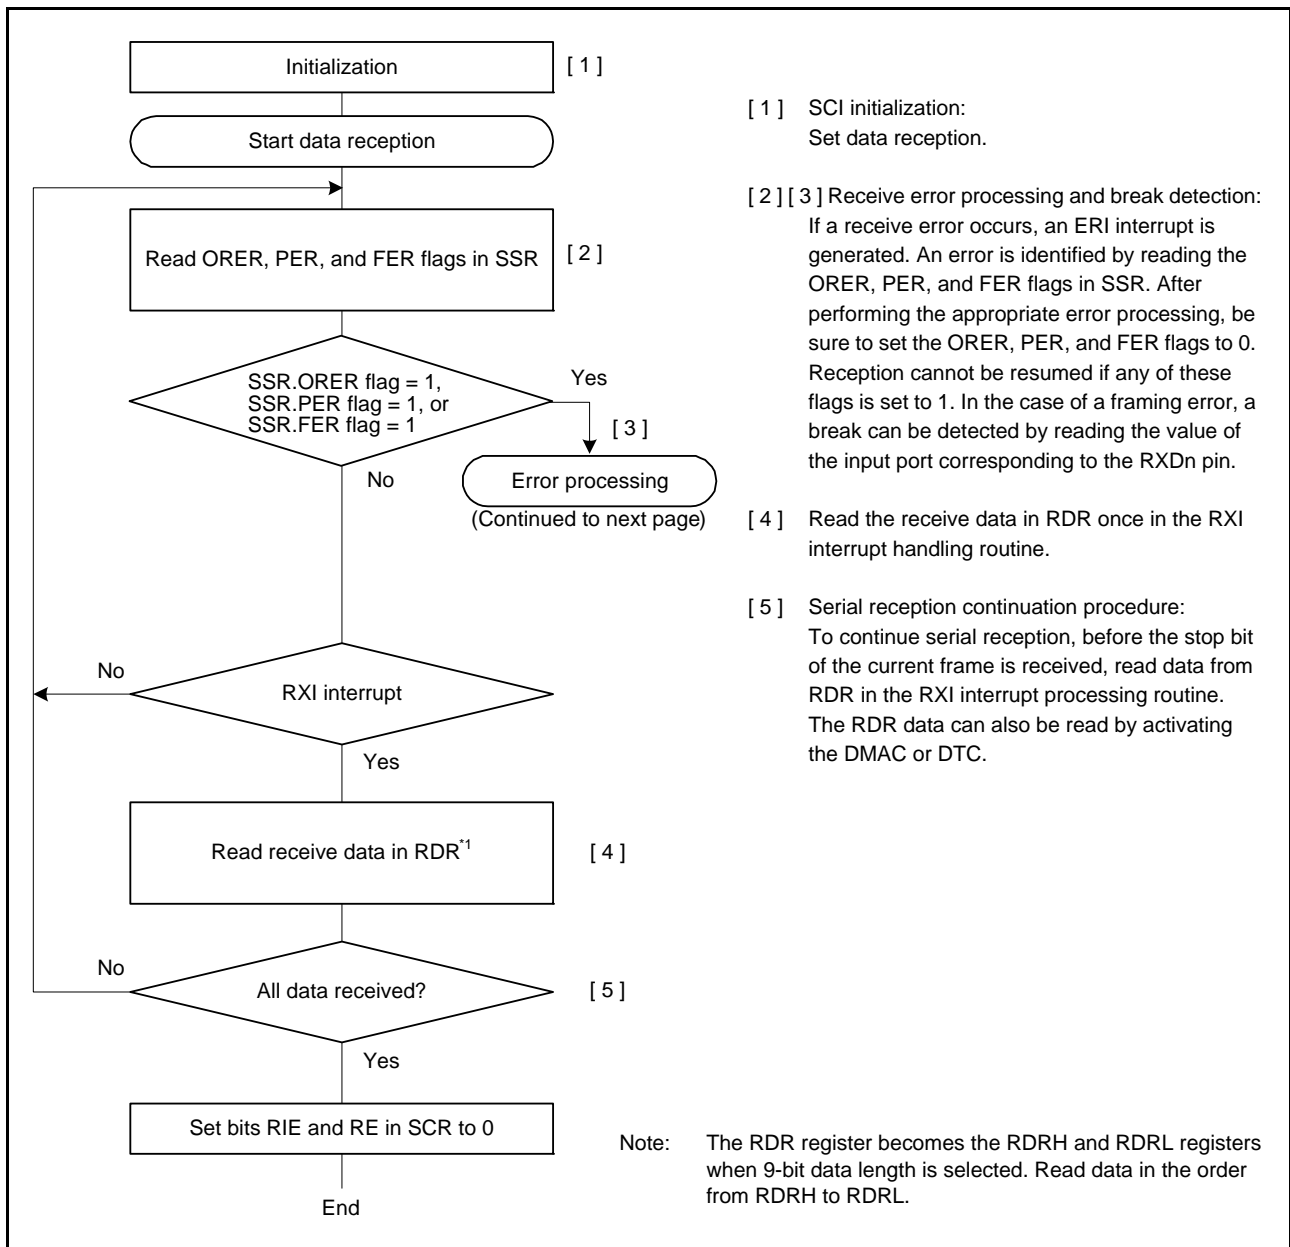 Initialization
[ 1 ]
Start data reception
Read ORER, PER, and FER flags in SSR
[ 2 ]
SSR.ORER flag = 1,
SSR.PER flag = 1, or
SSR.FER flag = 1
Yes
[ 3 ]
No
Error processing
(Continued to next page)
No
RXI interrupt
Yes
Read receive data in RDR*1
[ 4 ]
No
All data received?
[ 5 ]
Yes
Set bits RIE and RE in SCR to 0
End
[ 1 ] SCI initialization:
Set data reception.
[ 2 ] [ 3 ] Receive error processing and break detection:
If a receive error occurs, an ERI interrupt is
generated. An error is identified by reading the
ORER, PER, and FER flags in SSR. After
performing the appropriate error processing, be
sure to set the ORER, PER, and FER flags to 0.
Reception cannot be resumed if any of these
flags is set to 1. In the case of a framing error, a
break can be detected by reading the value of
the input port corresponding to the RXDn pin.
[ 4 ] Read the receive data in RDR once in the RXI
interrupt handling routine.
[ 5 ] Serial reception continuation procedure:
To continue serial reception, before the stop bit
of the current frame is received, read data from
RDR in the RXI interrupt processing routine.
The RDR data can also be read by activating
the DMAC or DTC.
Note: The RDR register becomes the RDRH and RDRL registers
when 9-bit data length is selected. Read data in the order
from RDRH to RDRL.